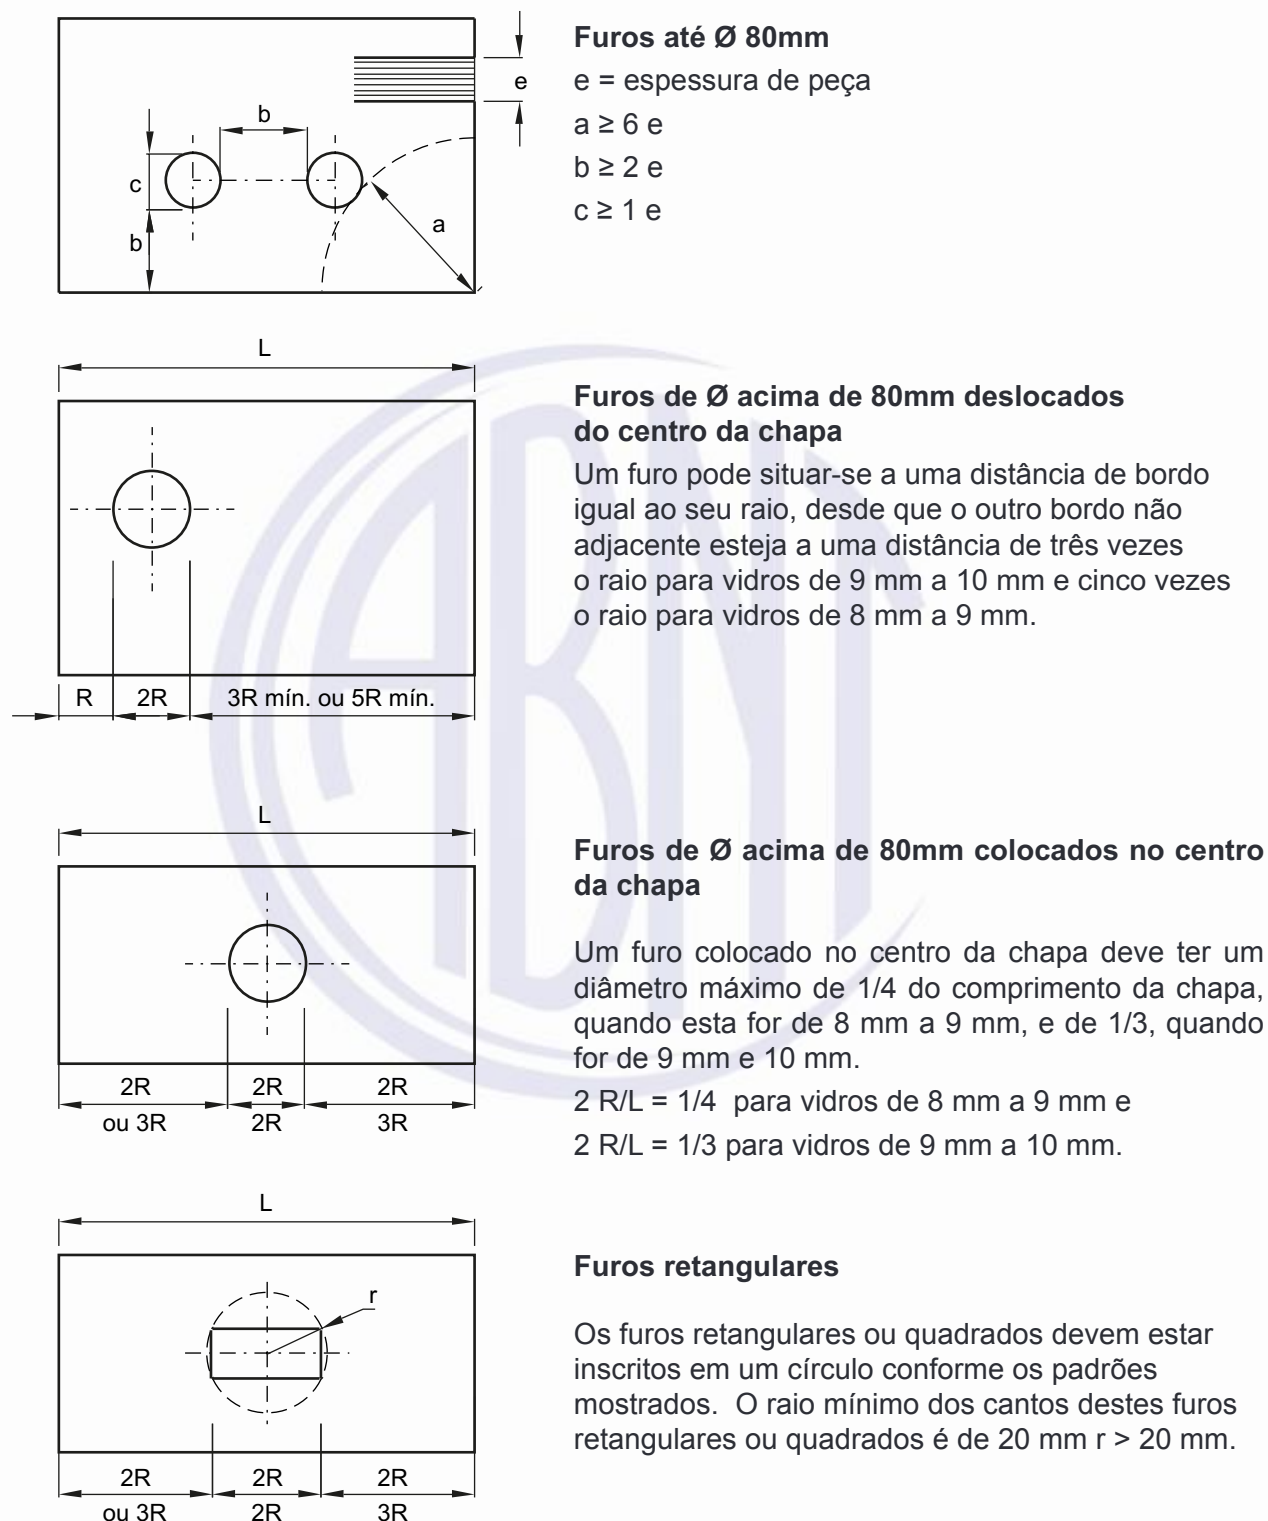 Furos até Ø 80mm
e = espessura de peça
a ≥ 6 e
b ≥ 2 e
c ≥ 1 e
e
b
c
b
a
L
Furos de Ø acima de 80mm deslocados
do centro da chapa
Um furo pode situar-se a uma distância de bordo
igual ao seu raio, desde que o outro bordo não
adjacente esteja a uma distância de três vezes
o raio para vidros de 9 mm a 10 mm e cinco vezes
o raio para vidros de 8 mm a 9 mm.
R 2R 3R mín. ou 5R mín.
ABNT
L
Furos de Ø acima de 80mm colocados no centro
da chapa
Um furo colocado no centro da chapa deve ter um
diâmetro máximo de 1/4 do comprimento da chapa,
quando esta for de 8 mm a 9 mm, e de 1/3, quando
for de 9 mm e 10 mm.
2 R/L = 1/4 para vidros de 8 mm a 9 mm e
2 R/L = 1/3 para vidros de 9 mm a 10 mm.
2R 2R 2R
ou 3R 2R 3R
L
r
Furos retangulares
Os furos retangulares ou quadrados devem estar
inscritos em um círculo conforme os padrões
mostrados. O raio mínimo dos cantos destes furos
retangulares ou quadrados é de 20 mm r > 20 mm.
2R 2R 2R
ou 3R 2R 3R